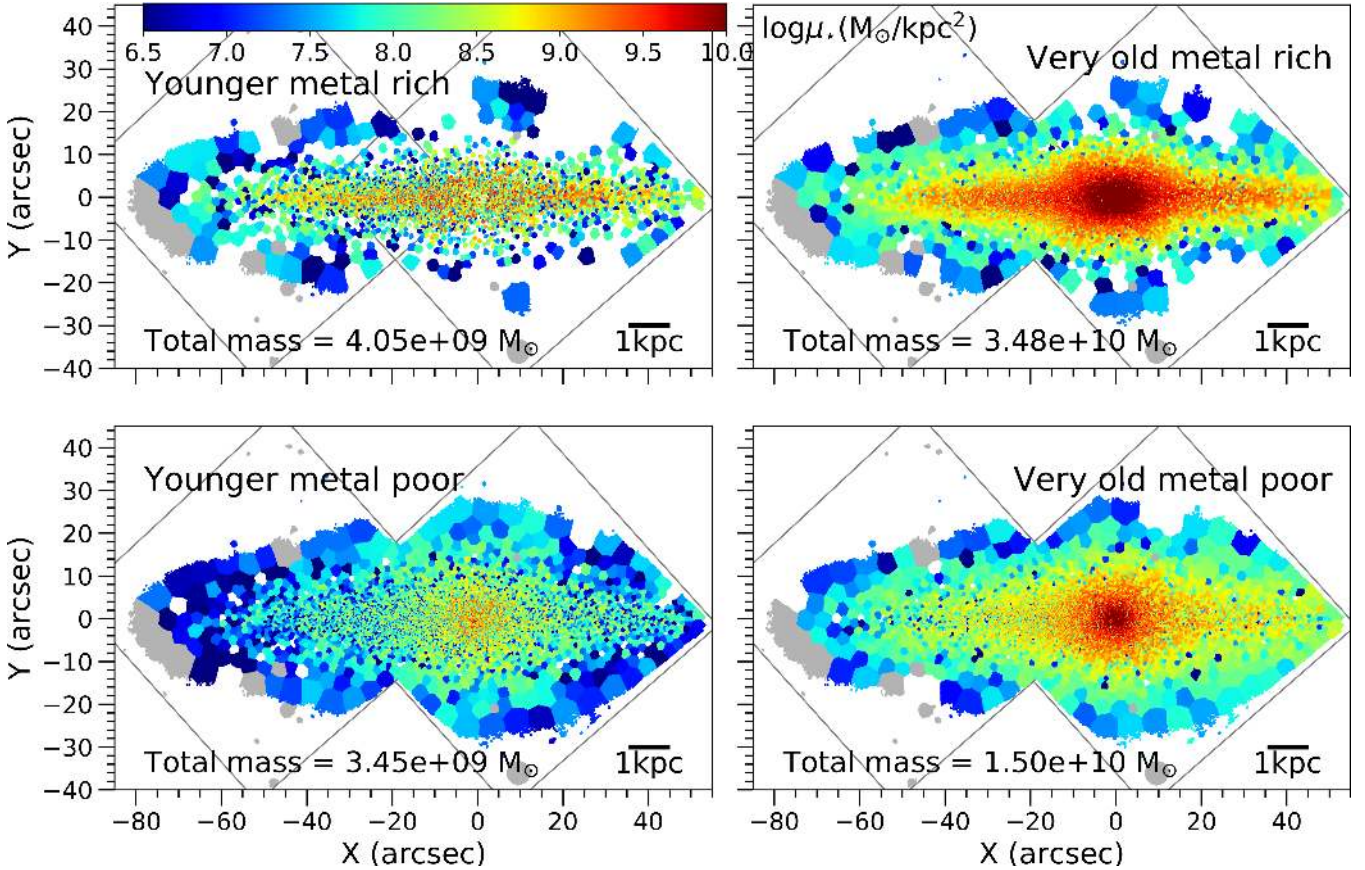 6.5 7.0 7.5 8.0 8.5 9.0 9.5 10.0
logμ*(M⊙/kpc²)
Younger metal rich
Very old metal rich
40
30
20
10
0
−10
−20
−30
−40
Y (arcsec)
Total mass = 4.05e+09 M⊙
1kpc
Total mass = 3.48e+10 M⊙
1kpc
Younger metal poor
Very old metal poor
40
30
20
10
0
−10
−20
−30
−40
Y (arcsec)
Total mass = 3.45e+09 M⊙
1kpc
Total mass = 1.50e+10 M⊙
1kpc
−80 −60 −40 −20 0 20 40
X (arcsec)
−80 −60 −40 −20 0 20 40
X (arcsec)